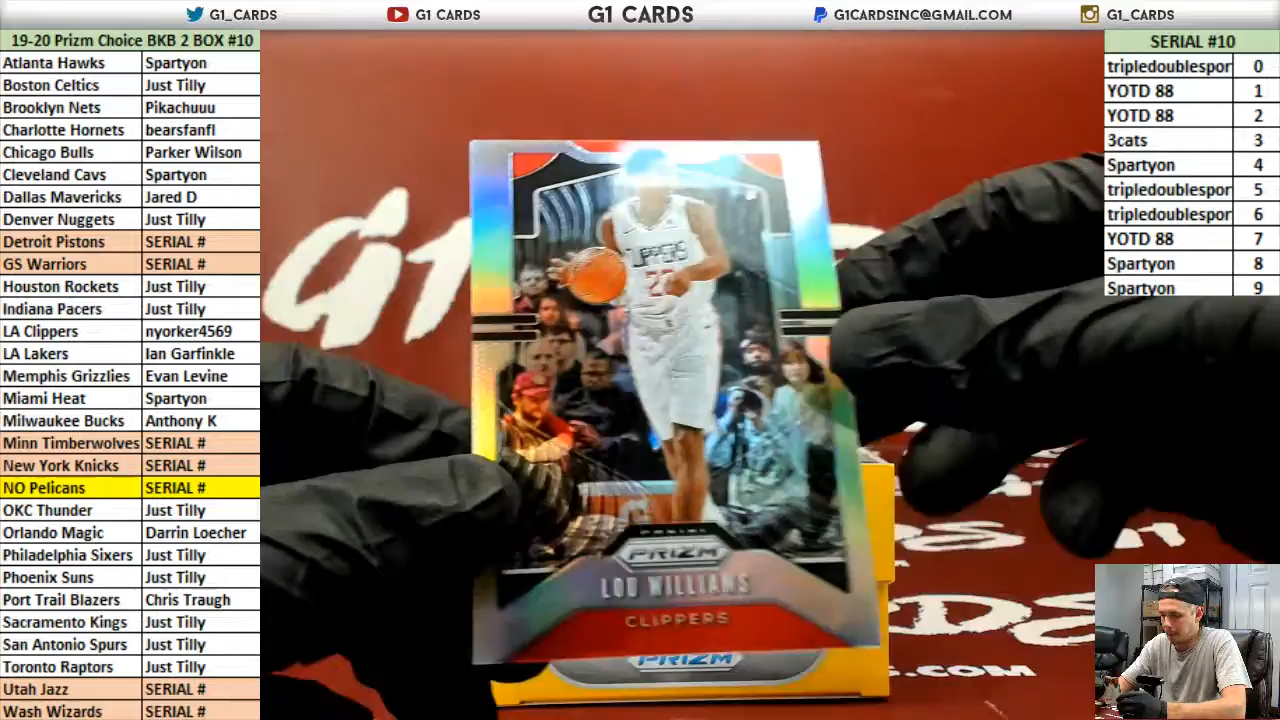 G1_CARDS
G1 CARDS
G1 CARDS
G1CARDSINC@GMAIL.COM
G1_CARDS
19-20 Prizm Choice BKB 2 BOX #10
Atlanta Hawks Spartyon
Boston Celtics Just Tilly
Brooklyn Nets Pikachuuu
Charlotte Hornets bearsfanfl
Chicago Bulls Parker Wilson
Cleveland Cavs Spartyon
Dallas Mavericks Jared D
Denver Nuggets Just Tilly
Detroit Pistons SERIAL #
GS Warriors SERIAL #
Houston Rockets Just Tilly
Indiana Pacers Just Tilly
LA Clippers nyorker4569
LA Lakers Ian Garfinkle
Memphis Grizzlies Evan Levine
Miami Heat Spartyon
Milwaukee Bucks Anthony K
Minn Timberwolves SERIAL #
New York Knicks SERIAL #
NO Pelicans SERIAL #
OKC Thunder Just Tilly
Orlando Magic Darrin Loecher
Philadelphia Sixers Just Tilly
Phoenix Suns Just Tilly
Port Trail Blazers Chris Traugh
Sacramento Kings Just Tilly
San Antonio Spurs Just Tilly
Toronto Raptors Just Tilly
Utah Jazz SERIAL #
Wash Wizards SERIAL #
SERIAL #10
tripledoublespor 0
YOTD 88 1
YOTD 88 2
3cats 3
Spartyon 4
tripledoublespor 5
tripledoublespor 6
YOTD 88 7
Spartyon 8
Spartyon 9
G1
CLIPPERS
23
PANINI
PRIZM
LOU WILLIAMS
CLIPPERS
PRIZM
.COM